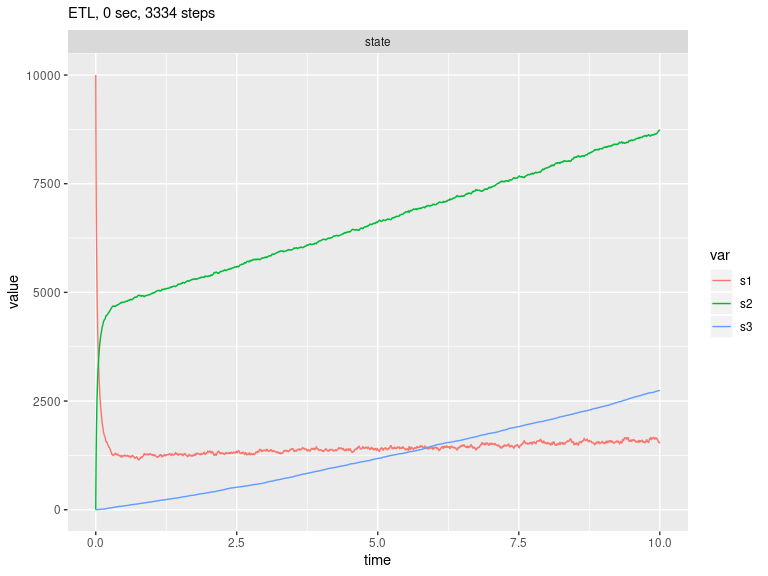 ETL, 0 sec, 3334 steps
state
10000
7500
5000
2500
0
value
0.0 2.5 5.0 7.5 10.0
time
var
s1
s2
s3